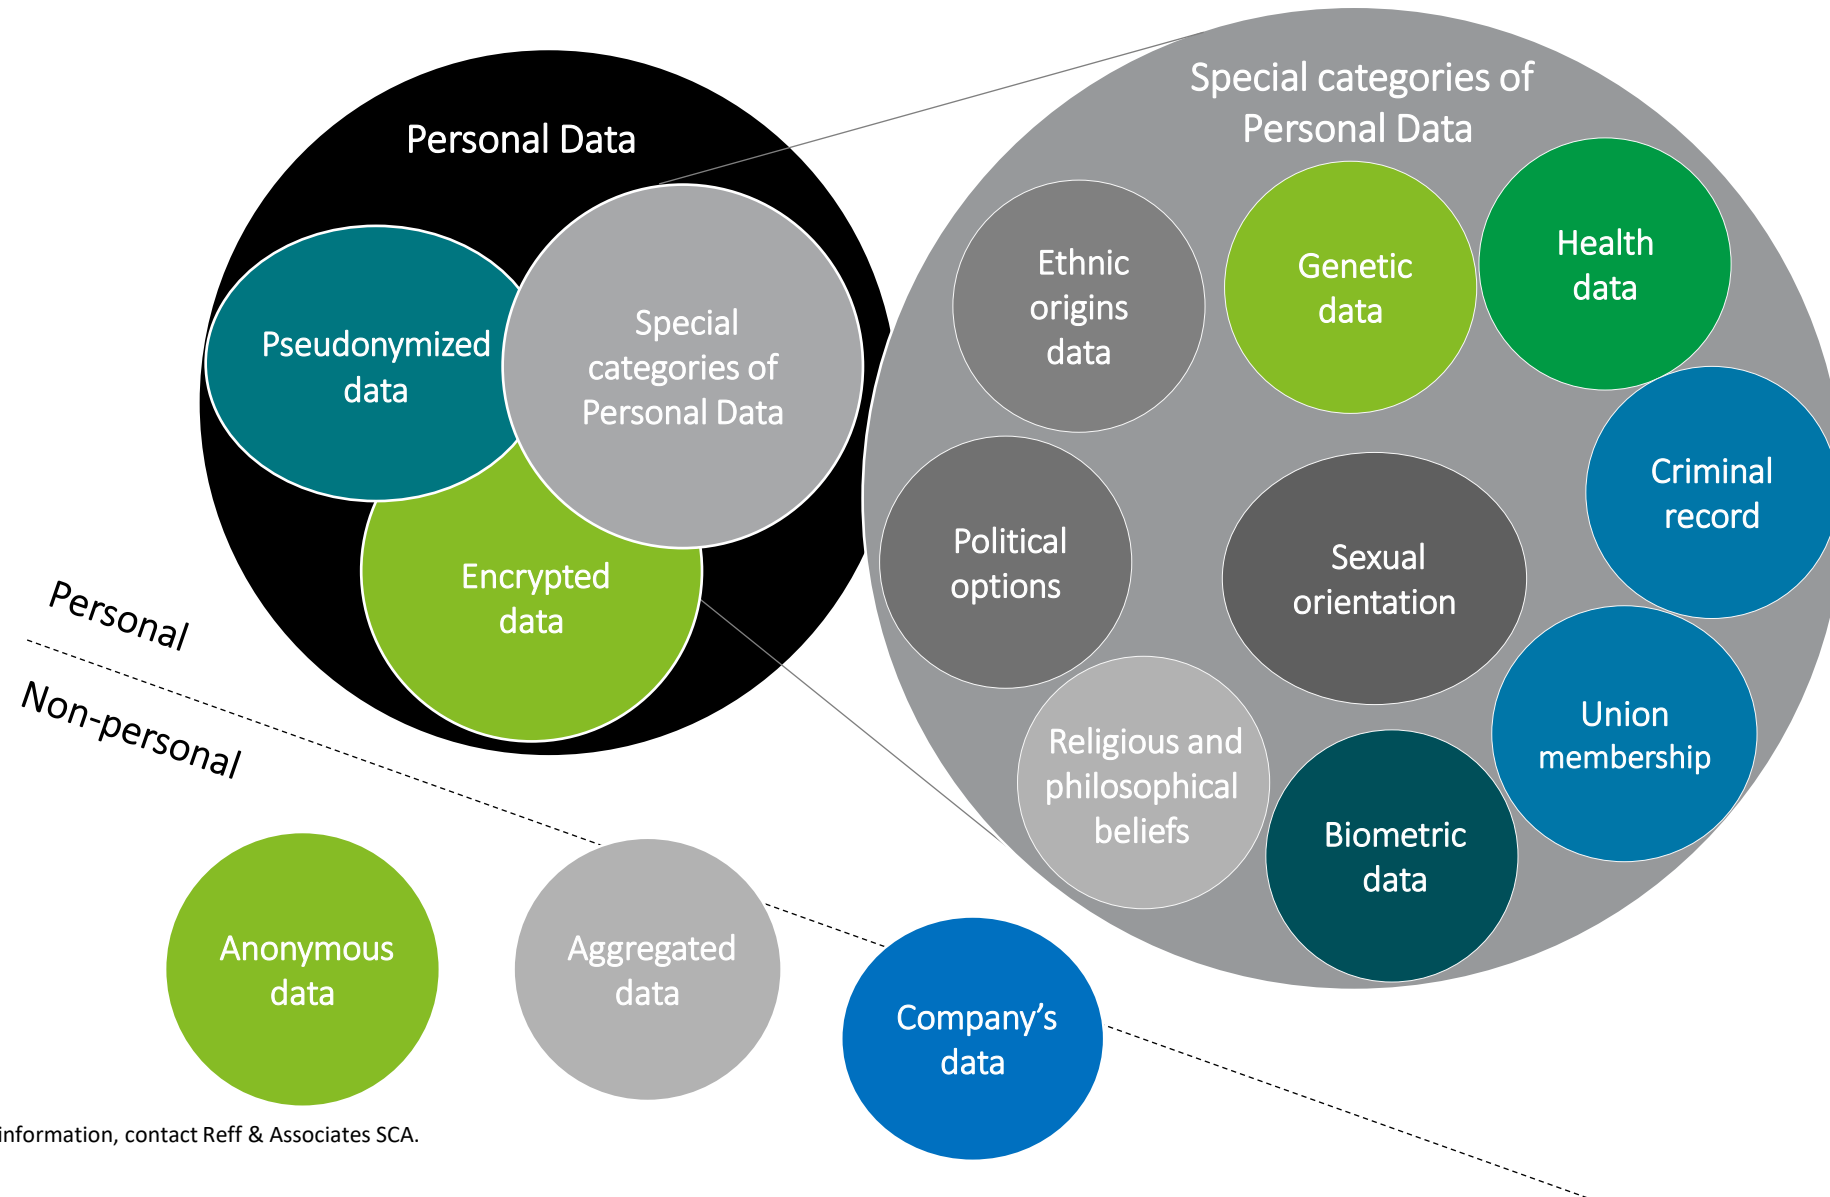 Personal Data
Pseudonymized
data
Special
categories of
Personal Data
Encrypted
data
Special categories of
Personal Data
Ethnic
origins
data
Genetic
data
Health
data
Criminal
record
Political
options
Sexual
orientation
Union
membership
Religious and
philosophical
beliefs
Biometric
data
Personal
Non-personal
Anonymous
data
Aggregated
data
Company’s
data
information, contact Reff & Associates SCA.